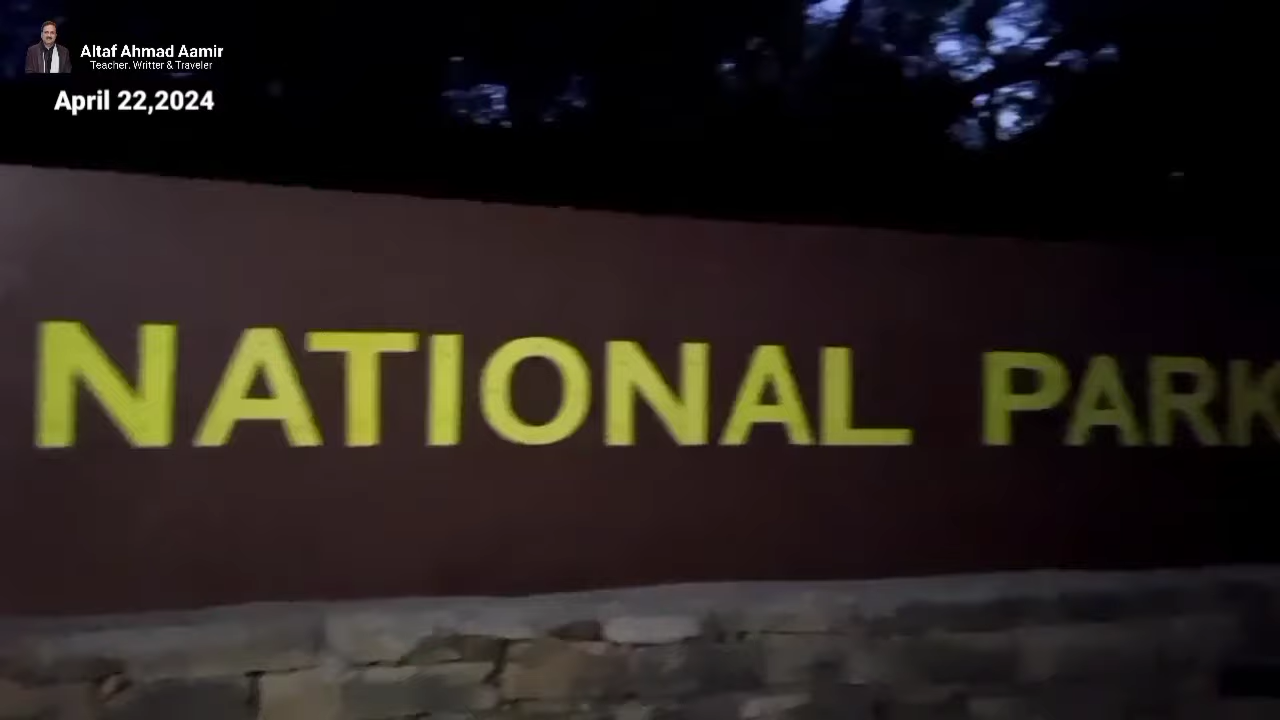 Altaf Ahmad Aamir
Teacher. Writter & Traveler
April 22,2024
NATIONAL PARK